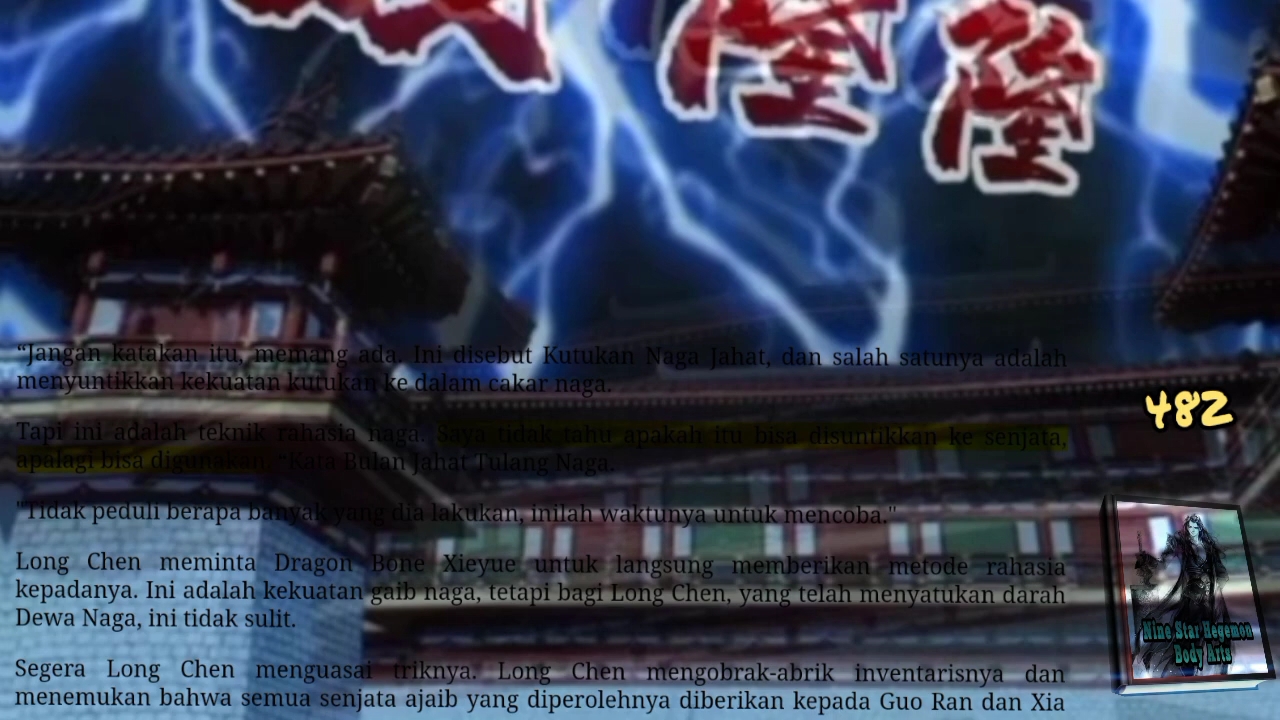 隆隆
“Jangan katakan itu, memang ada. Ini disebut Kutukan Naga Jahat, dan salah satunya adalah
menyuntikkan kekuatan kutukan ke dalam cakar naga.
Tapi ini adalah teknik rahasia naga. Saya tidak tahu apakah itu bisa disuntikkan ke senjata,
apalagi bisa digunakan. “Kata Bulan Jahat Tulang Naga.
"Tidak peduli berapa banyak yang dia lakukan, inilah waktunya untuk mencoba."
Long Chen meminta Dragon Bone Xieyue untuk langsung memberikan metode rahasia
kepadanya. Ini adalah kekuatan gaib naga, tetapi bagi Long Chen, yang telah menyatukan darah
Dewa Naga, ini tidak sulit.
Segera Long Chen menguasai triknya. Long Chen mengobrak-abrik inventarisnya dan
menemukan bahwa semua senjata ajaib yang diperolehnya diberikan kepada Guo Ran dan Xia
482
Nine Star Hegemon
Body Arts